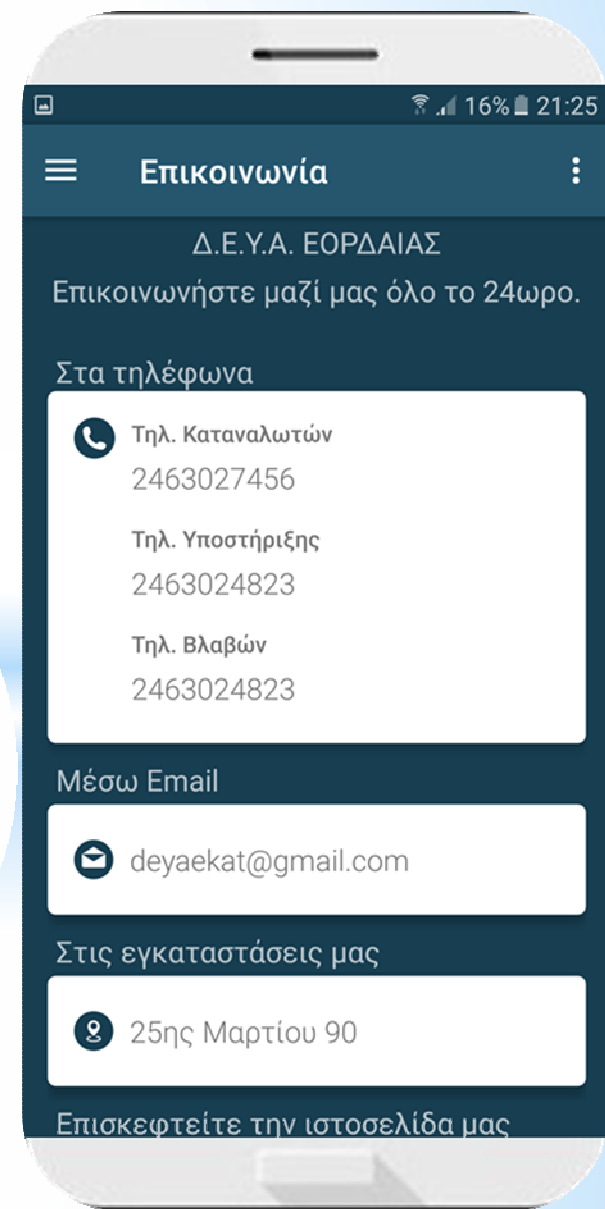 16% 21:25
Επικοινωνία
Δ.Ε.Υ.Α. ΕΟΡΔΑΙΑΣ
Επικοινωνήστε μαζί μας όλο το 24ωρο.
Στα τηλέφωνα
Τηλ. Καταναλωτών
2463027456
Τηλ. Υποστήριξης
2463024823
Τηλ. Βλαβών
2463024823
Μέσω Email
deyaekat@gmail.com
Στις εγκαταστάσεις μας
25ης Μαρτίου 90
Επισκεφτείτε την ιστοσελίδα μας